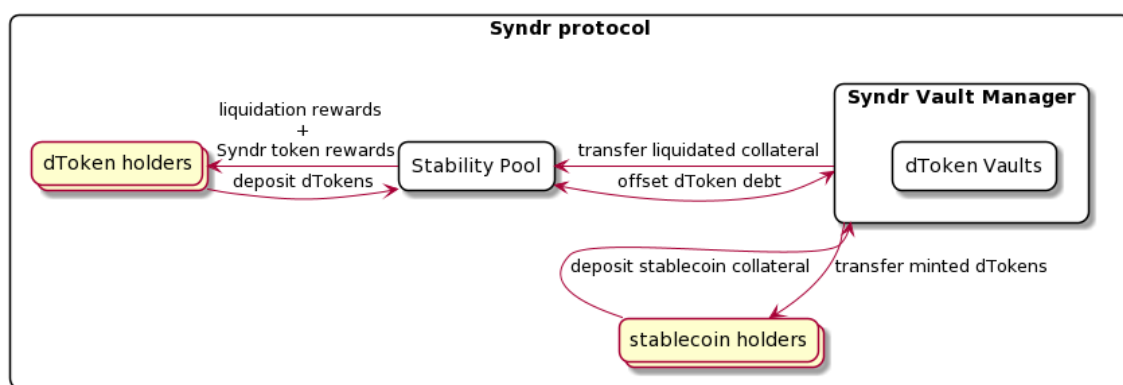 Syndr protocol
Syndr Vault Manager
liquidation rewards
+
Syndr token rewards
transfer liquidated collateral
dToken holders
Stability Pool
dToken Vaults
deposit dTokens
offset dToken debt
deposit stablecoin collateral
transfer minted dTokens
stablecoin holders